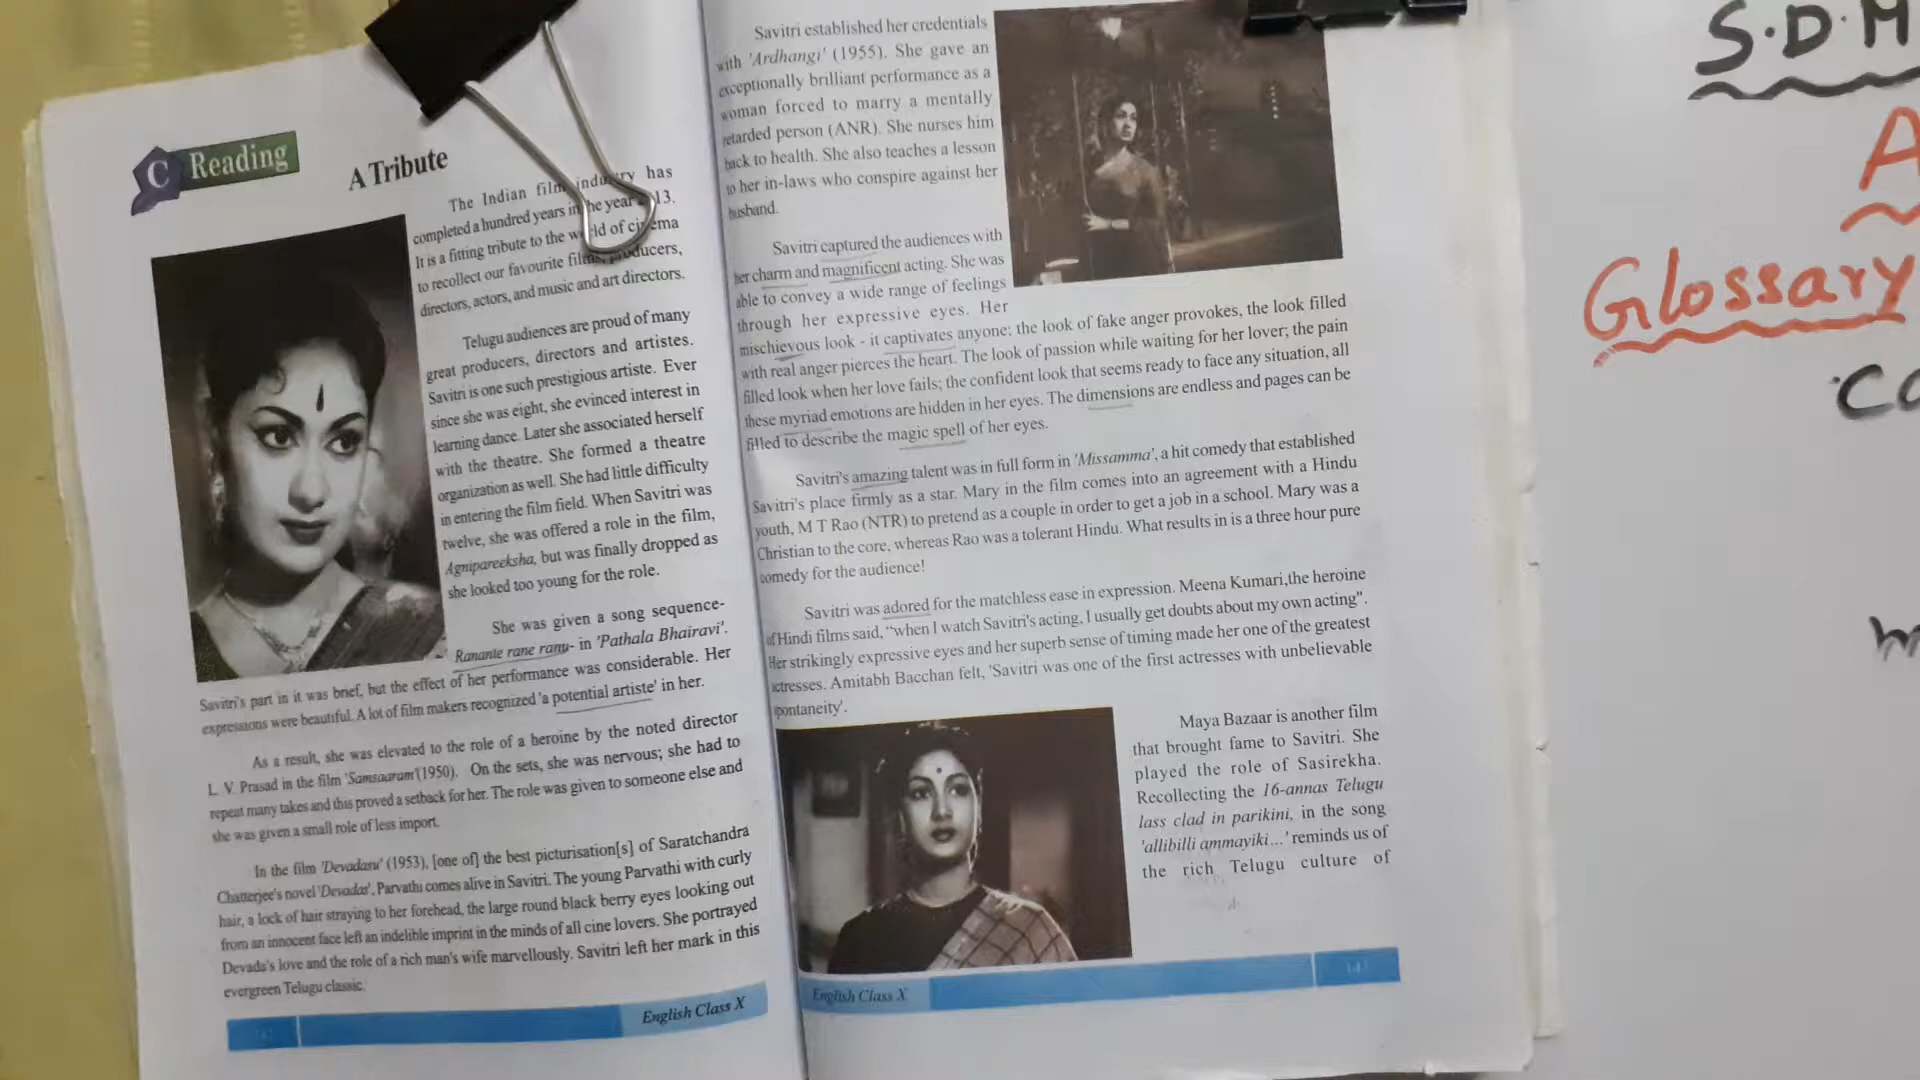 C Reading
A Tribute
The Indian film industry has
completed a hundred years in the year 13.
It is a fitting tribute to the world of cinema
to recollect our favourite films, producers,
directors, actors, and music and art directors.
Telugu audiences are proud of many
great producers, directors and artistes.
Savitri is one such prestigious artiste. Ever
since she was eight, she evinced interest in
learning dance. Later she associated herself
with the theatre. She formed a theatre
organization as well. She had little difficulty
in entering the film field. When Savitri was
twelve, she was offered a role in the film,
Agnipareeksha, but was finally dropped as
she looked too young for the role.
She was given a song sequence-
Ranante rane ranu- in 'Pathala Bhairavi'.
Savitri's part in it was brief, but the effect of her performance was considerable. Her
expressions were beautiful. A lot of film makers recognized 'a potential artiste' in her.
As a result, she was elevated to the role of a heroine by the noted director
L. V. Prasad in the film 'Samsaaram'(1950). On the sets, she was nervous; she had to
repeat many takes and this proved a setback for her. The role was given to someone else and
she was given a small role of less import.
In the film 'Devadasu' (1953), [one of] the best picturisation[s] of Saratchandra
Chatterjee's novel 'Devadas', Parvathi comes alive in Savitri. The young Parvathi with curly
hair, a lock of hair straying to her forehead, the large round black berry eyes looking out
from an innocent face left an indelible imprint in the minds of all cine lovers. She portrayed
Devada's love and the role of a rich man's wife marvellously. Savitri left her mark in this
evergreen Telugu classic.
English Class X
Savitri established her credentials
with 'Ardhangi' (1955). She gave an
exceptionally brilliant performance as a
woman forced to marry a mentally
retarded person (ANR). She nurses him
back to health. She also teaches a lesson
to her in-laws who conspire against her
husband.
Savitri captured the audiences with
her charm and magnificent acting. She was
able to convey a wide range of feelings
through her expressive eyes. Her
mischievous look - it captivates anyone; the look of fake anger provokes, the look filled
with real anger pierces the heart. The look of passion while waiting for her lover; the pain
filled look when her love fails; the confident look that seems ready to face any situation, all
these myriad emotions are hidden in her eyes. The dimensions are endless and pages can be
filled to describe the magic spell of her eyes.
Savitri's amazing talent was in full form in 'Missamma', a hit comedy that established
Savitri's place firmly as a star. Mary in the film comes into an agreement with a Hindu
youth, M T Rao (NTR) to pretend as a couple in order to get a job in a school. Mary was a
Christian to the core, whereas Rao was a tolerant Hindu. What results in is a three hour pure
comedy for the audience!
Savitri was adored for the matchless ease in expression. Meena Kumari,the heroine
of Hindi films said, "when I watch Savitri's acting, I usually get doubts about my own acting".
Her strikingly expressive eyes and her superb sense of timing made her one of the greatest
actresses. Amitabh Bacchan felt, 'Savitri was one of the first actresses with unbelievable
spontaneity'.
Maya Bazaar is another film
that brought fame to Savitri. She
played the role of Sasirekha.
Recollecting the 16-annas Telugu
lass clad in parikini, in the song
'allibilli ammayiki...' reminds us of
the rich Telugu culture of
English Class X
S.D.M
A
Glossary